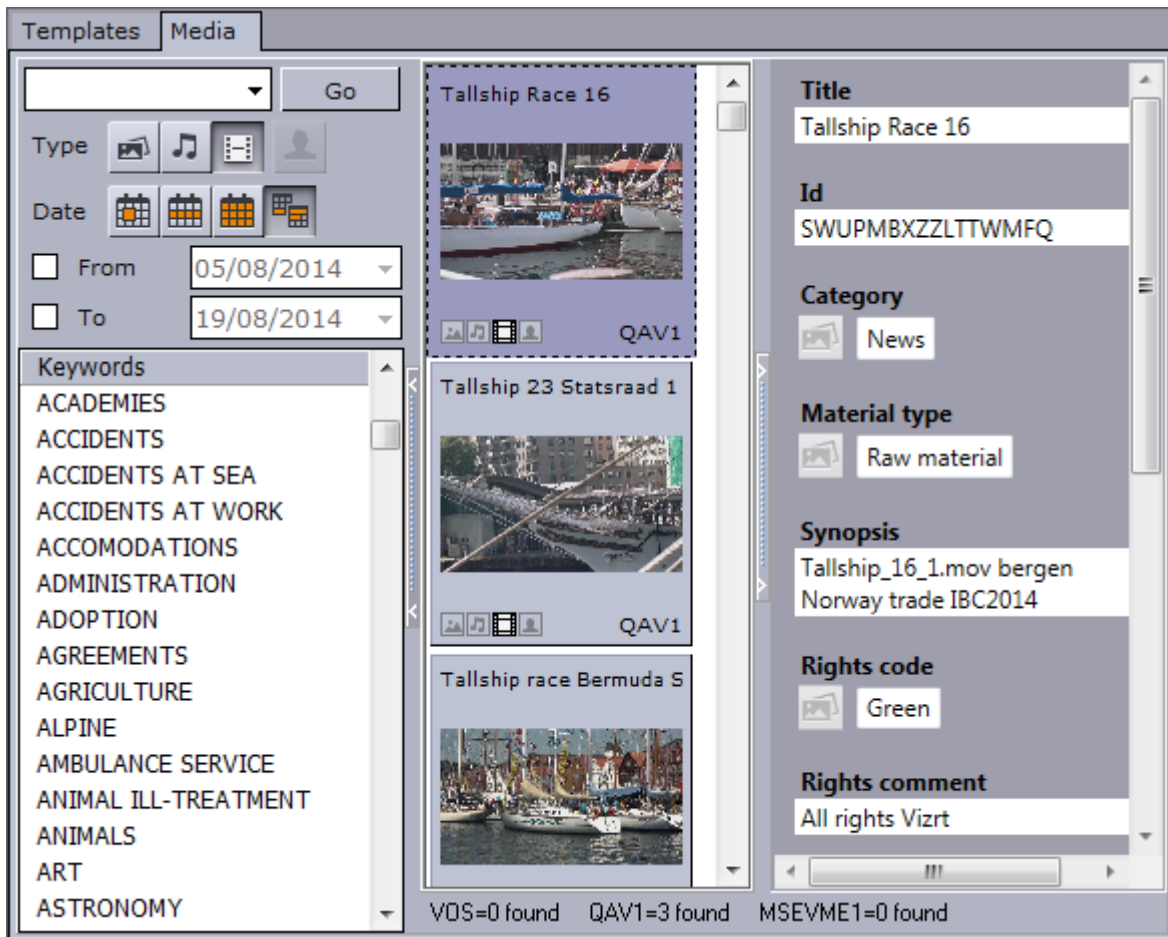 Templates
Media
Go
Type
Date
From 05/08/2014
To 19/08/2014
Keywords
ACADEMIES
ACCIDENTS
ACCIDENTS AT SEA
ACCIDENTS AT WORK
ACCOMODATIONS
ADMINISTRATION
ADOPTION
AGREEMENTS
AGRICULTURE
ALPINE
AMBULANCE SERVICE
ANIMAL ILL-TREATMENT
ANIMALS
ART
ASTRONOMY
Tallship Race 16
QAV1
Tallship 23 Statsraad 1
QAV1
Tallship race Bermuda S
VOS=0 found QAV1=3 found MSEVME1=0 found
Title
Tallship Race 16
Id
SWUPMBXZZLTTWMFQ
Category
News
Material type
Raw material
Synopsis
Tallship_16_1.mov bergen
Norway trade IBC2014
Rights code
Green
Rights comment
All rights Vizrt